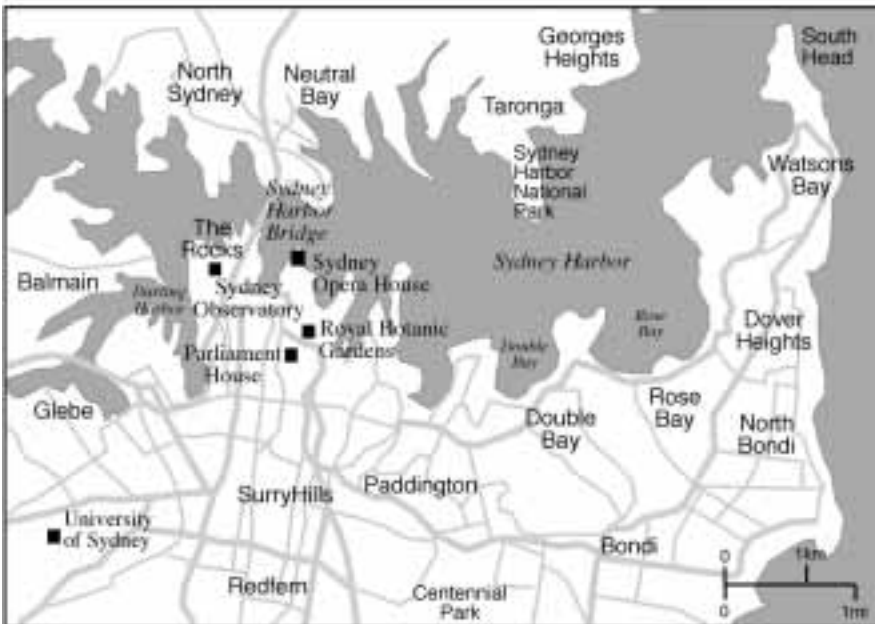 Georges
Heights
South
Head
North
Sydney
Neutral
Bay
Taronga
Sydney
Harbor
National
Park
Watsons
Bay
Sydney
Harbor
Bridge
The
Rocks
Sydney
Opera House
Sydney Harbor
Balmain
Darling
Harbor
Sydney
Observatory
Royal Botanic
Gardens
Parliament
House
Double
Bay
Rose
Bay
Dover
Heights
Glebe
Double
Bay
Rose
Bay
North
Bondi
SurryHills
Paddington
University
of Sydney
Bondi
Redfern
Centennial
Park
0
1km
0
1mi